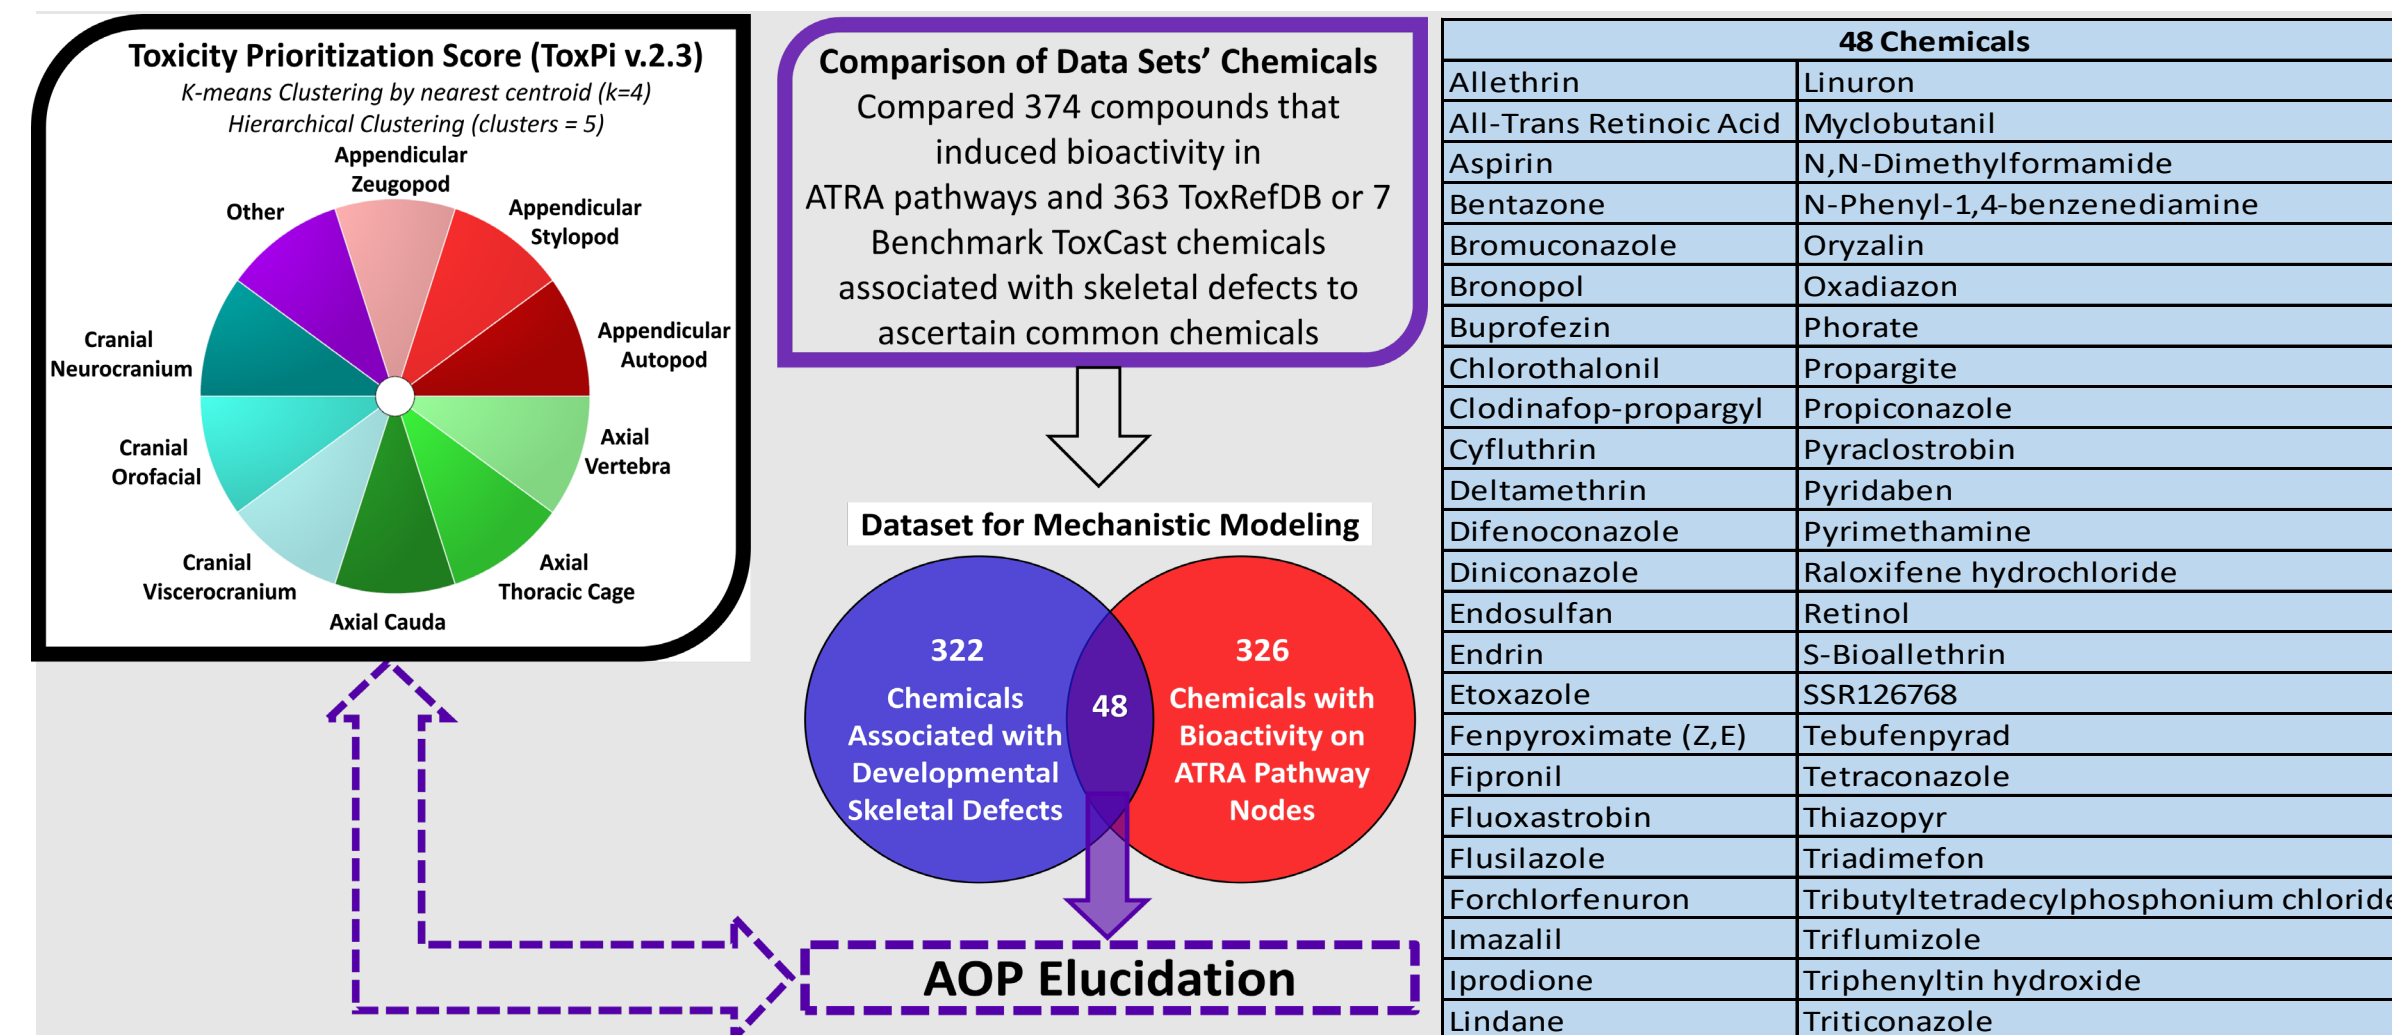 Toxicity Prioritization Score (ToxPi v.2.3)
K-means Clustering by nearest centroid (k=4)
Hierarchical Clustering (clusters = 5)
Appendicular
Zeugopod
Appendicular
Stylopod
Appendicular
Autopod
Axial
Vertebra
Axial
Thoracic Cage
Axial Cauda
Cranial
Viscerocranium
Cranial
Orofacial
Cranial
Neurocranium
Other
Comparison of Data Sets’ Chemicals
Compared 374 compounds that
induced bioactivity in
ATRA pathways and 363 ToxRefDB or 7
Benchmark ToxCast chemicals
associated with skeletal defects to
ascertain common chemicals
Dataset for Mechanistic Modeling
322
Chemicals
Associated with
Developmental
Skeletal Defects
48
326
Chemicals with
Bioactivity on
ATRA Pathway
Nodes
AOP Elucidation
48 Chemicals
Allethrin Linuron
All-Trans Retinoic Acid Myclobutanil
Aspirin N,N-Dimethylformamide
Bentazone N-Phenyl-1,4-benzenediamine
Bromuconazole Oryzalin
Bronopol Oxadiazon
Buprofezin Phorate
Chlorothalonil Propargite
Clodinafop-propargyl Propiconazole
Cyfluthrin Pyraclostrobin
Deltamethrin Pyridaben
Difenoconazole Pyrimethamine
Diniconazole Raloxifene hydrochloride
Endosulfan Retinol
Endrin S-Bioallethrin
Etoxazole SSR126768
Fenpyroximate (Z,E) Tebufenpyrad
Fipronil Tetraconazole
Fluoxastrobin Thiazopyr
Flusilazole Triadimefon
Forchlorfenuron Tributyltetradecylphosphonium chloride
Imazalil Triflumizole
Iprodione Triphenyltin hydroxide
Lindane Triticonazole